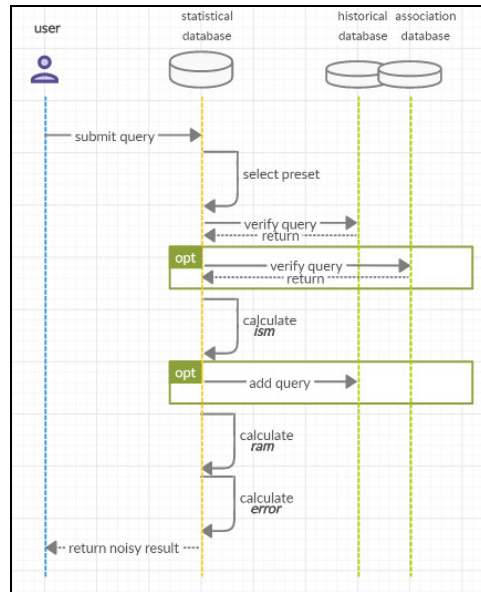 user
statistical
database
historical
database
association
database
submit query
select preset
verify query
return
opt
verify query
return
calculate
ism
opt
add query
calculate
ram
calculate
error
return noisy result